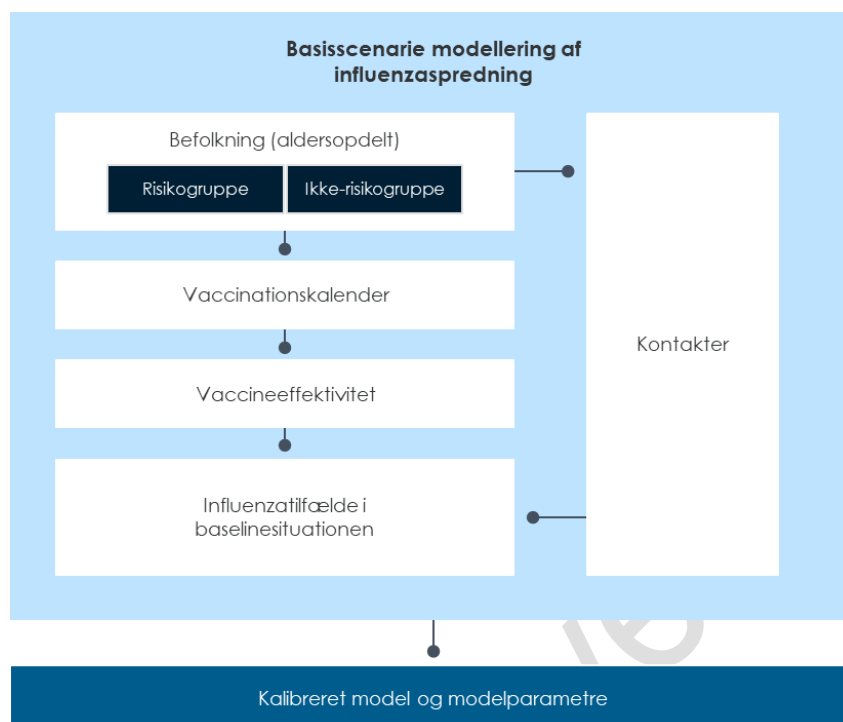 Basisscenarie modellering af
influenzaspredning
Befolkning (aldersopdelt)
Risikogruppe
Ikke-risikogruppe
Vaccinationskalender
Vaccineeffektivitet
Influenzatilfælde i
baselinesituationen
Kontakter
Kalibreret model og modelparametre